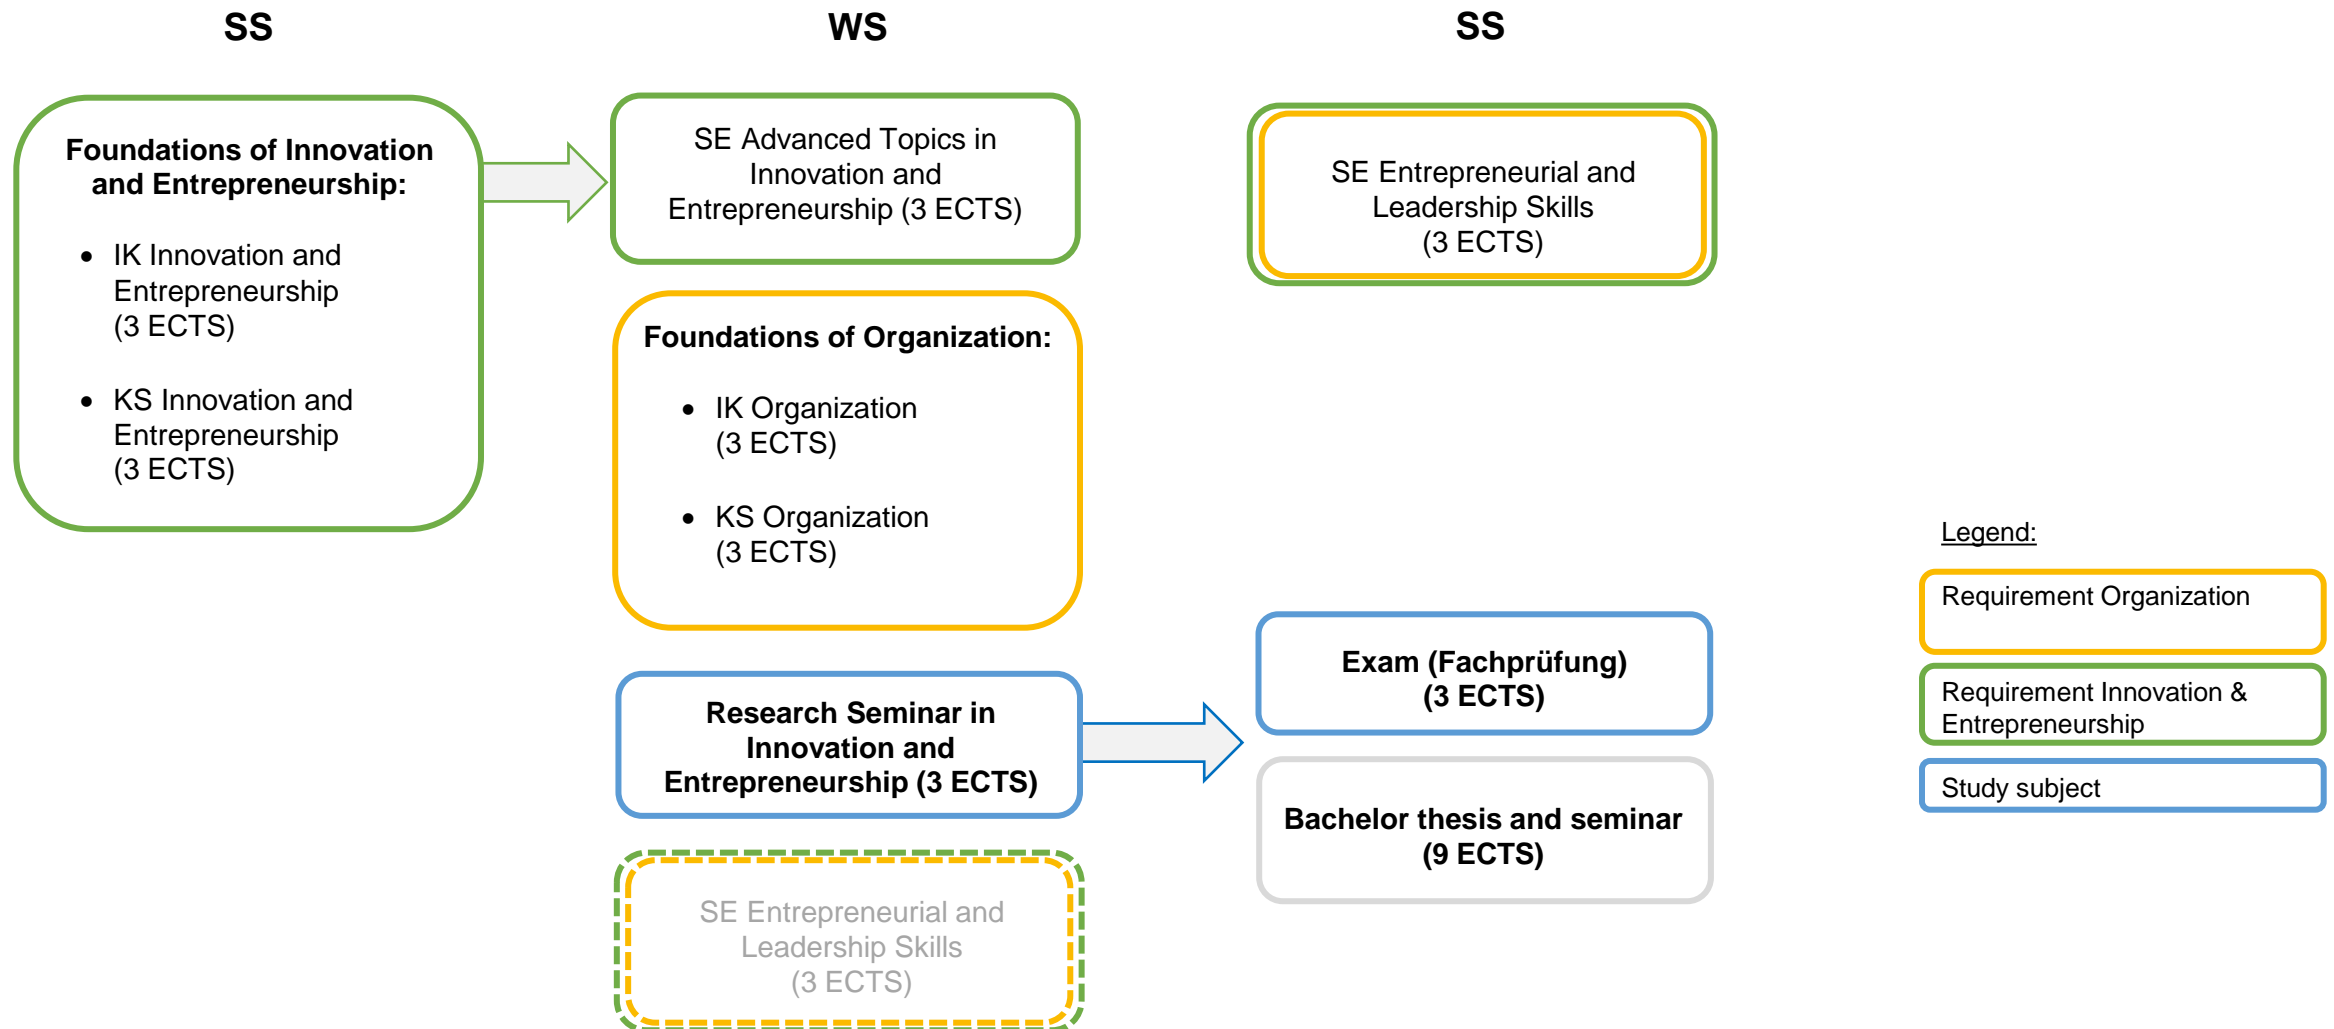 SS
WS
SS
Foundations of Innovation
and Entrepreneurship:
• IK Innovation and
Entrepreneurship
(3 ECTS)
• KS Innovation and
Entrepreneurship
(3 ECTS)
SE Advanced Topics in
Innovation and
Entrepreneurship (3 ECTS)
Foundations of Organization:
• IK Organization
(3 ECTS)
• KS Organization
(3 ECTS)
Research Seminar in
Innovation and
Entrepreneurship (3 ECTS)
SE Entrepreneurial and
Leadership Skills
(3 ECTS)
SE Entrepreneurial and
Leadership Skills
(3 ECTS)
Exam (Fachprüfung)
(3 ECTS)
Bachelor thesis and seminar
(9 ECTS)
Legend:
Requirement Organization
Requirement Innovation &
Entrepreneurship
Study subject